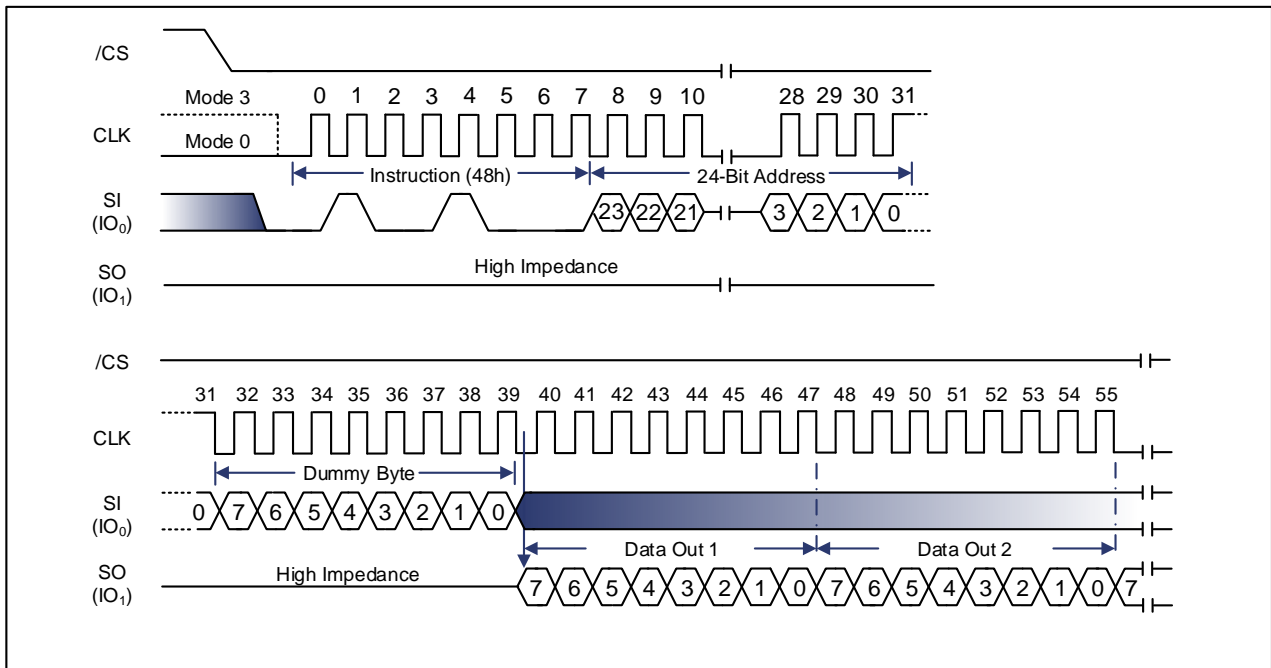 /CS
Mode 3 0 1 2 3 4 5 6 7 8 9 10 28 29 30 31
CLK Mode 0
Instruction (48h) 24-Bit Address
SI
(IO0) 23 22 21 3 2 1 0
SO High Impedance
(IO1)
/CS
31 32 33 34 35 36 37 38 39 40 41 42 43 44 45 46 47 48 49 50 51 52 53 54 55
CLK
Dummy Byte
SI
(IO0) 0 7 6 5 4 3 2 1 0
Data Out 1 Data Out 2
SO High Impedance
(IO1) 7 6 5 4 3 2 1 0 7 6 5 4 3 2 1 0 7